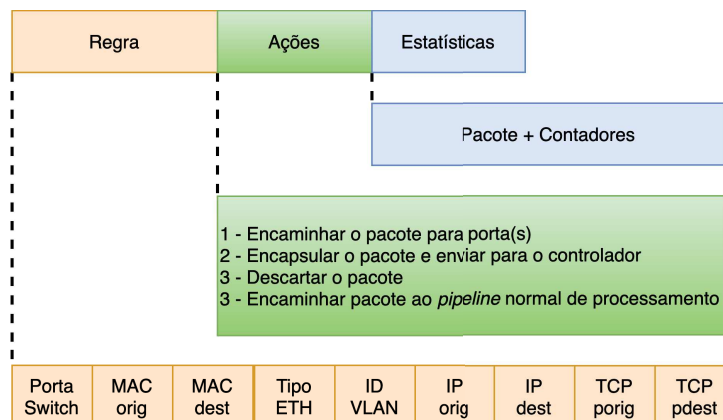 Regra
Ações
Estatísticas
Pacote + Contadores
1 - Encaminhar o pacote para porta(s)
2 - Encapsular o pacote e enviar para o controlador
3 - Descartar o pacote
3 - Encaminhar pacote ao pipeline normal de processamento
Porta
Switch
MAC
orig
MAC
dest
Tipo
ETH
ID
VLAN
IP
orig
IP
dest
TCP
porig
TCP
pdest